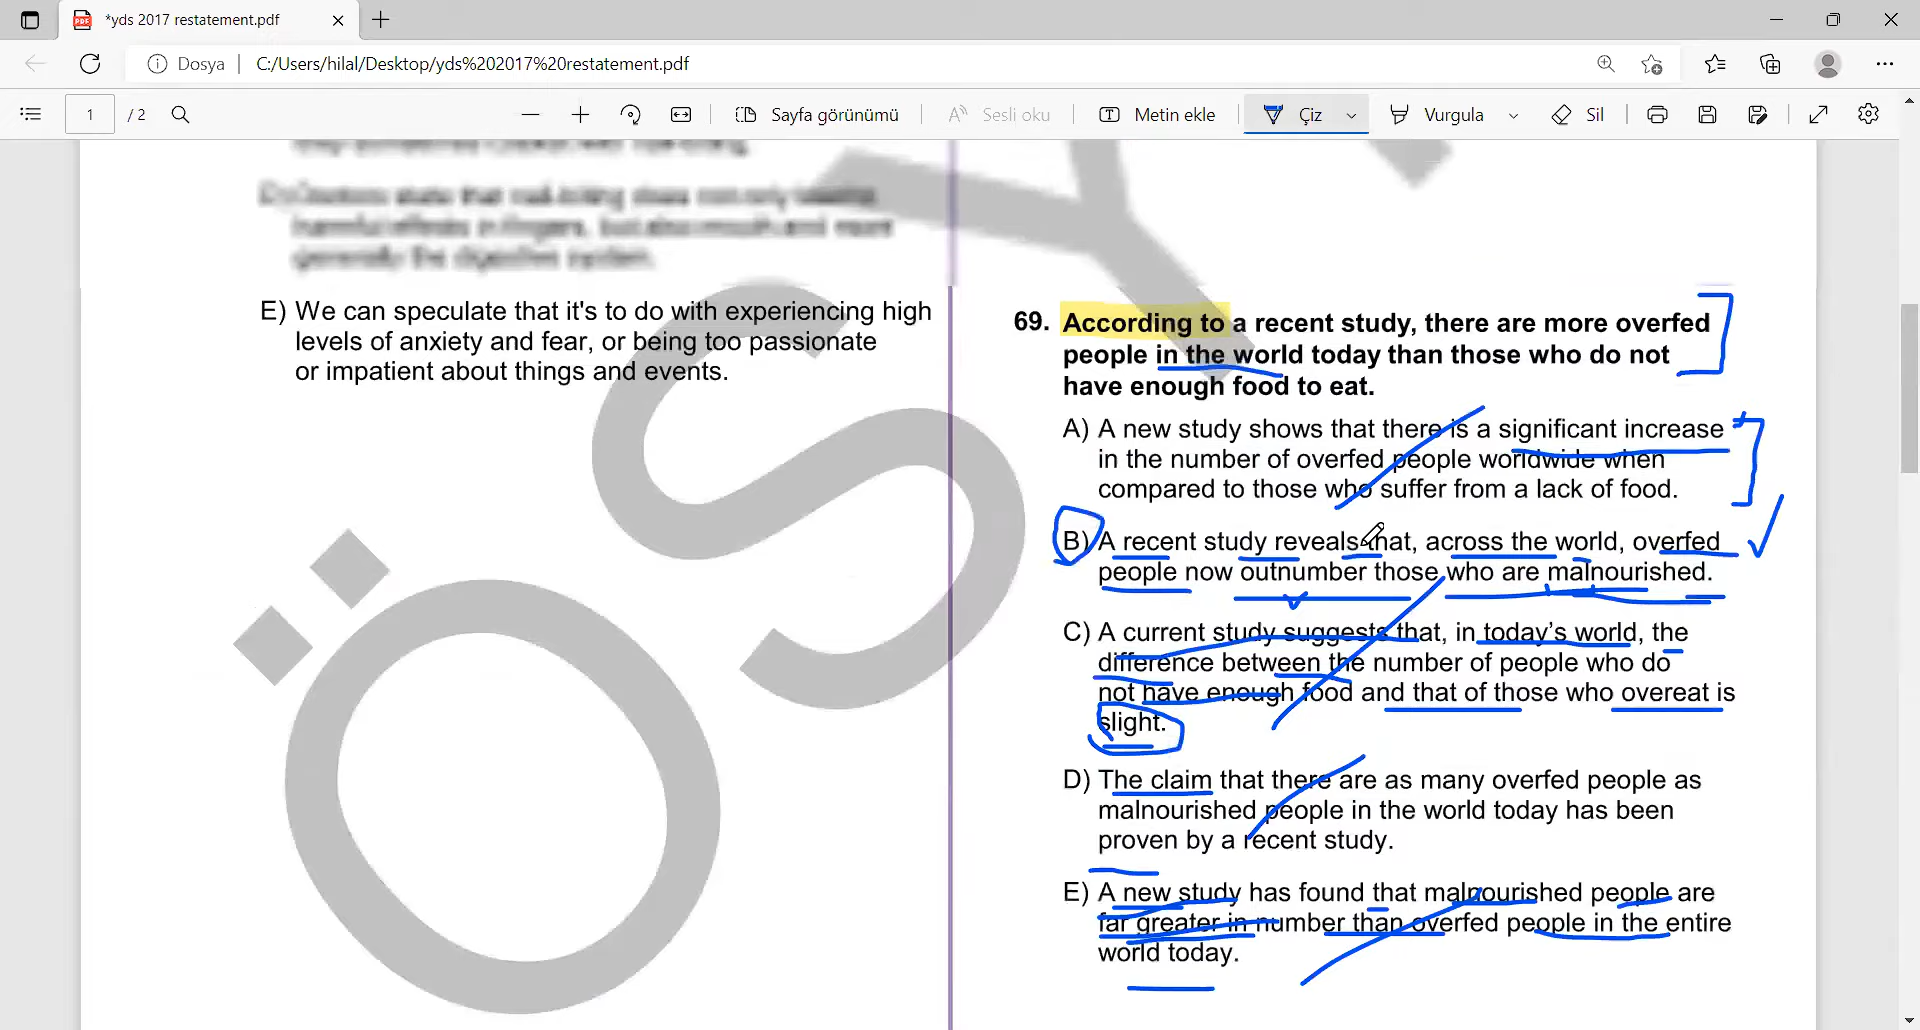 *yds 2017 restatement.pdf
Dosya | C:/Users/hilal/Desktop/yds%202017%20restatement.pdf
1 / 2
Sayfa görünümü
Sesli oku
Metin ekle
Çiz
Vurgula
Sil
E) We can speculate that it's to do with experiencing high
levels of anxiety and fear, or being too passionate
or impatient about things and events.
69. According to a recent study, there are more overfed
people in the world today than those who do not
have enough food to eat.
A) A new study shows that there is a significant increase
in the number of overfed people worldwide when
compared to those who suffer from a lack of food.
B) A recent study reveals that, across the world, overfed
people now outnumber those who are malnourished.
C) A current study suggests that, in today's world, the
difference between the number of people who do
not have enough food and that of those who overeat is
slight.
D) The claim that there are as many overfed people as
malnourished people in the world today has been
proven by a recent study.
E) A new study has found that malnourished people are
far greater in number than overfed people in the entire
world today.
ÖSY